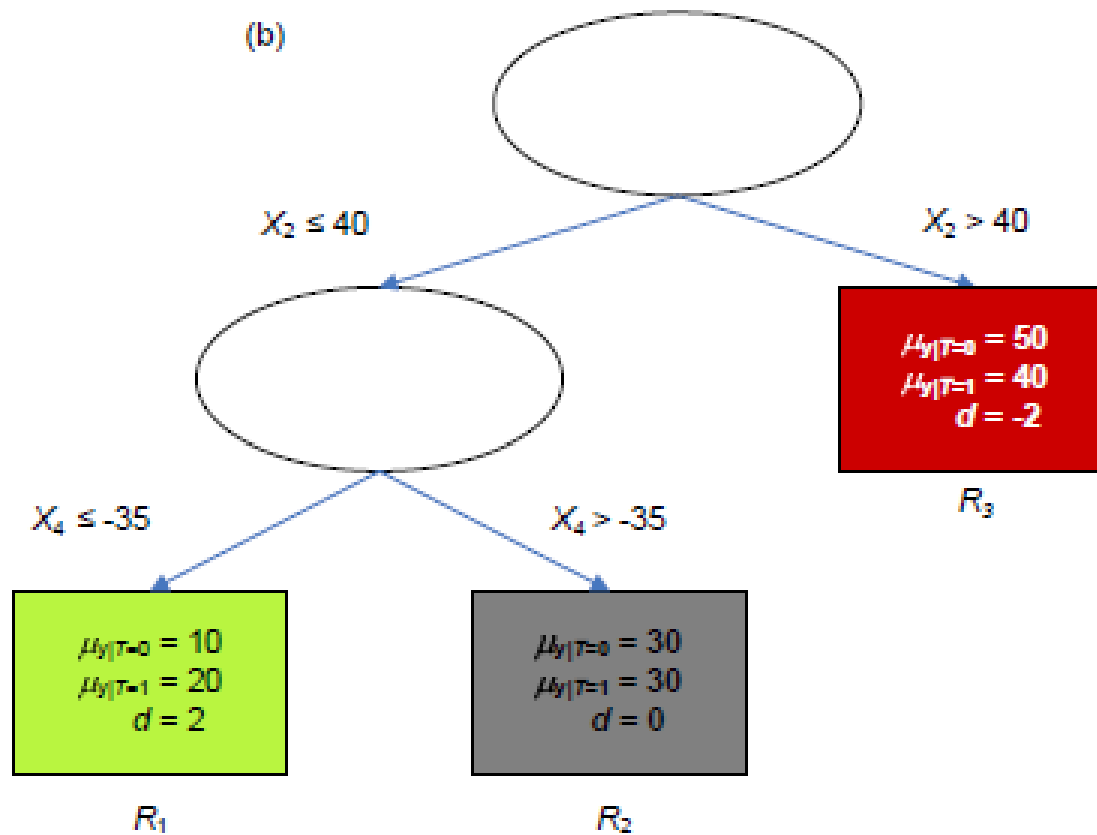 (b)
X₂ ≤ 40
X₂ > 40
μy|T=0 = 50
μy|T=1 = 40
d = -2
R₃
X₄ ≤ -35
X₄ > -35
μy|T=0 = 10
μy|T=1 = 20
d = 2
R₁
μy|T=0 = 30
μy|T=1 = 30
d = 0
R₂